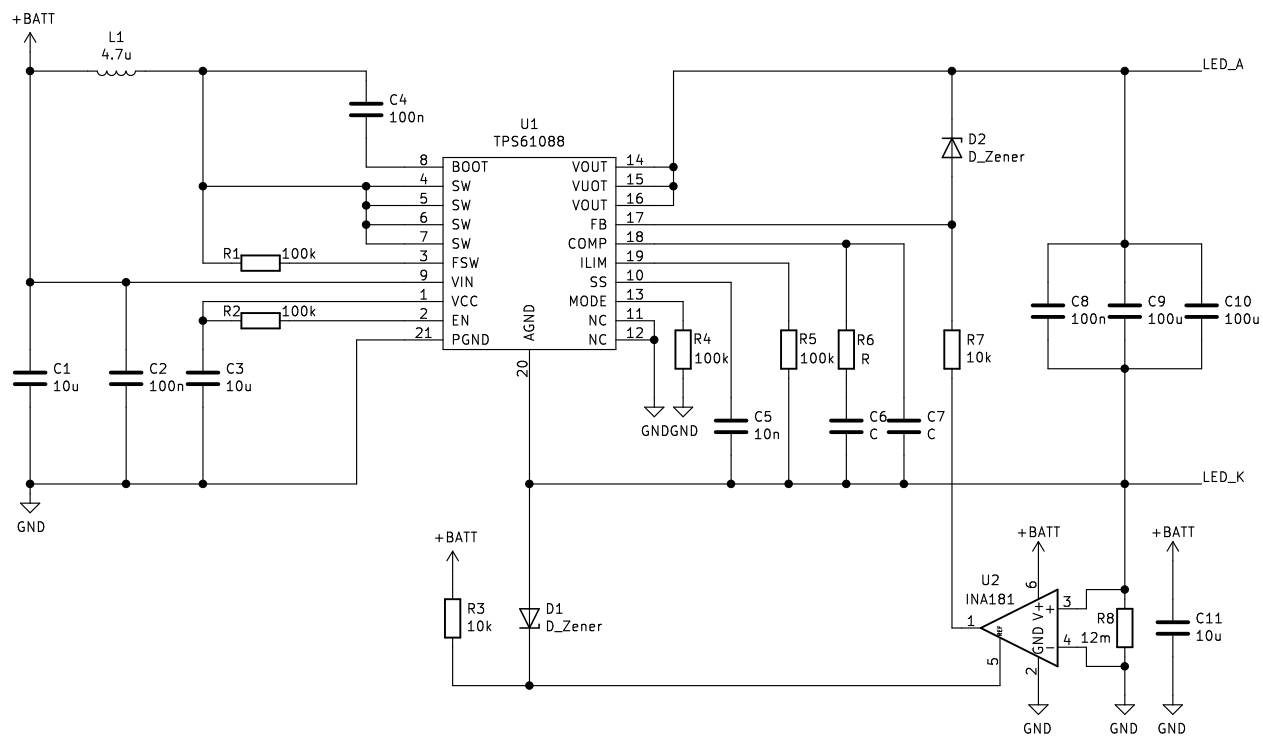 +BATT
L1
4.7u
LED_A
C4
100n
U1
TPS61088
D2
D_Zener
8 BOOT VOUT 14
4 SW VUOT 15
5 SW VOUT 16
6 SW FB 17
7 SW COMP 18
R1 100k 3 FSW ILIM 19
9 VIN SS 10
1 VCC MODE 13
R2 100k 2 EN NC 11
21 PGND NC 12
AGND
20
C8
100n
C9
100u
C10
100u
R4
100k
R5
100k
R6
R
R7
10k
C1
10u
C2
100n
C3
10u
GND GND
C5
10n
C6
C
C7
C
LED_K
GND
+BATT
+BATT
+BATT
R3
10k
D1
D_Zener
U2
INA181
6
V+
+
3
1
REF
5
GND
-
4
2
R8
12m
C11
10u
GND
GND
GND